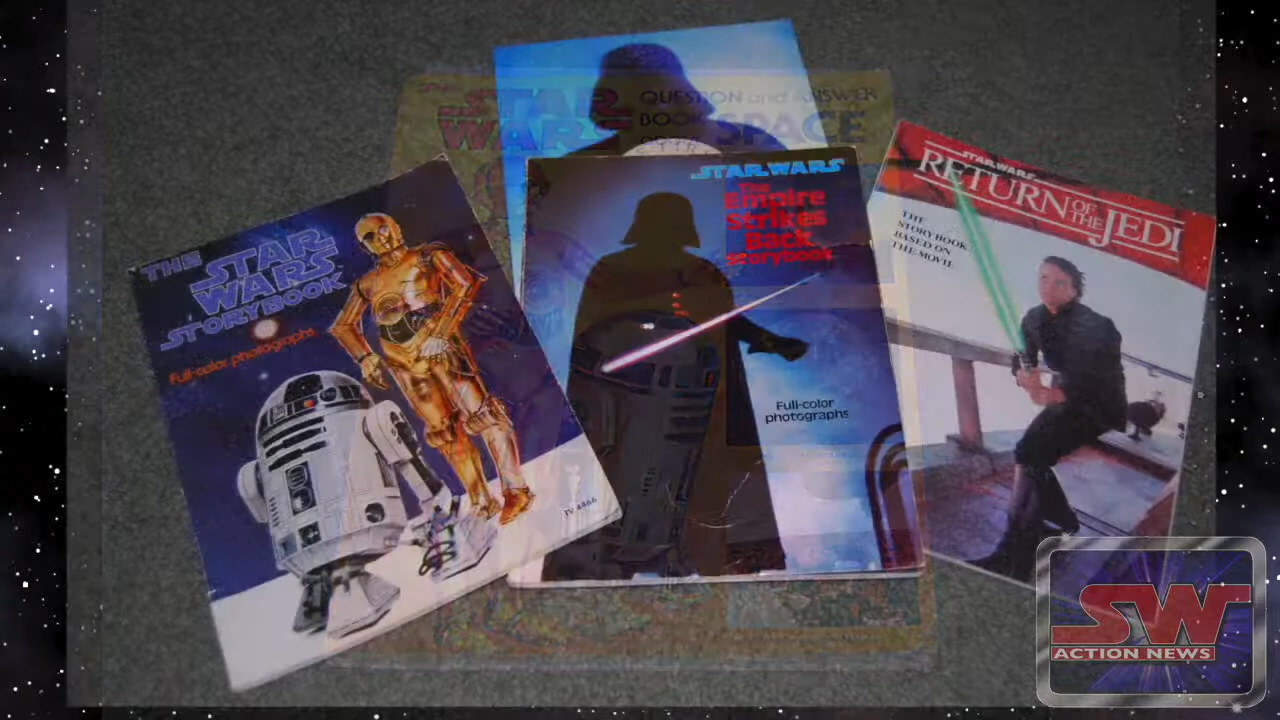 STAR
WARS
QUESTION and ANSWER
BOOK
SPACE
THE
STAR
WARS
STORYBOOK
Full-color photographs
TV 4466
STAR WARS
The
Empire
Strikes
Back
storybook
Full-color
photographs
STAR WARS
RETURN OF THE JEDI
THE
STORYBOOK
BASED ON
THE MOVIE
SW
ACTION NEWS